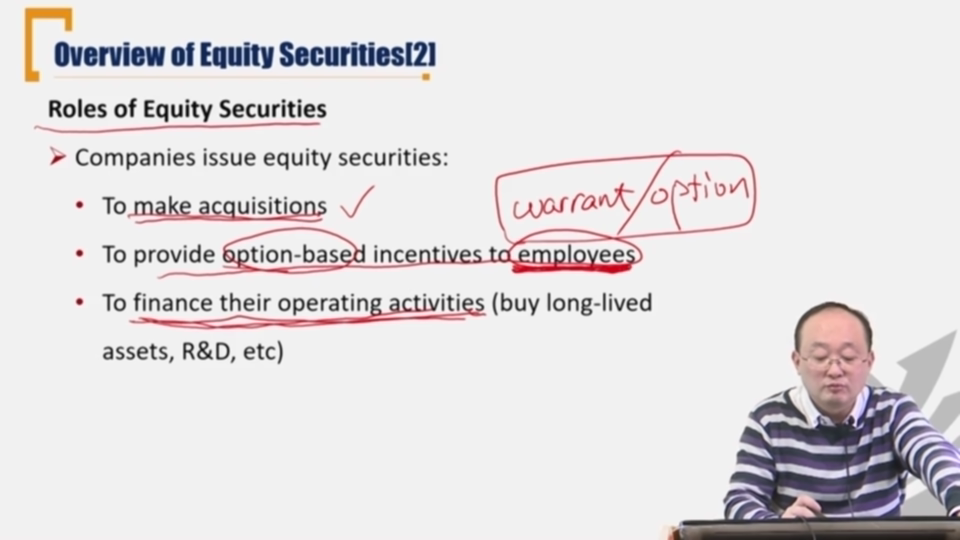 Overview of Equity Securities[2]
Roles of Equity Securities
➤ Companies issue equity securities:
• To make acquisitions ✓
warrant/option
• To provide option-based incentives to employees
• To finance their operating activities (buy long-lived
assets, R&D, etc)